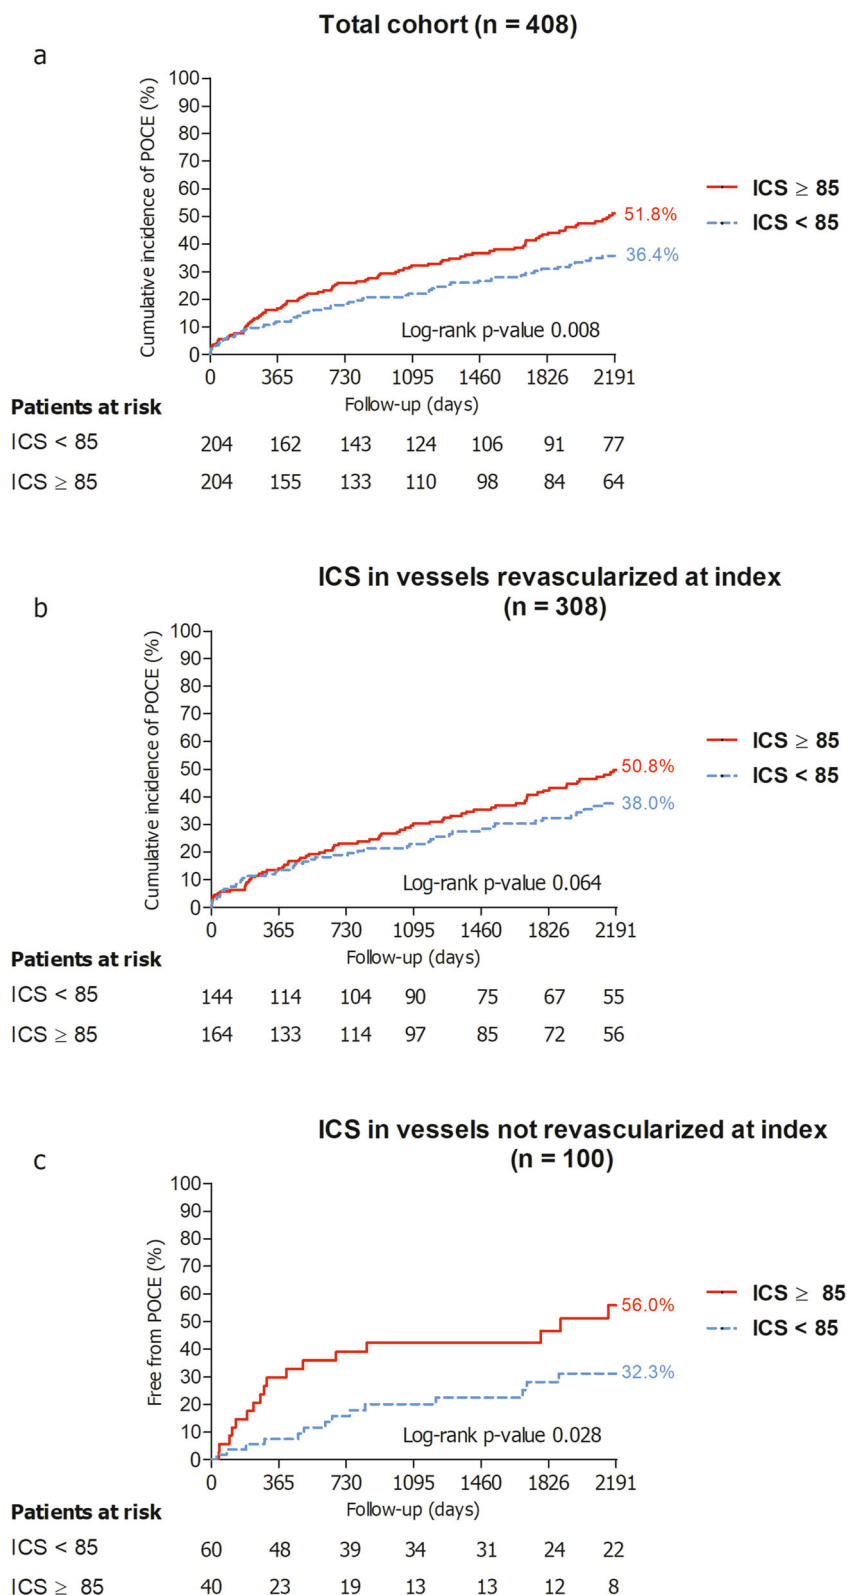 Total cohort (n = 408)
a
Cumulative incidence of POCE (%)
100
90
80
70
60
50
40
30
20
10
0
51.8%
36.4%
ICS ≥ 85
ICS < 85
Log-rank p-value 0.008
0 365 730 1095 1460 1826 2191
Follow-up (days)
Patients at risk
ICS < 85 204 162 143 124 106 91 77
ICS ≥ 85 204 155 133 110 98 84 64
ICS in vessels revascularized at index
(n = 308)
b
Cumulative incidence of POCE (%)
100
90
80
70
60
50
40
30
20
10
0
50.8%
38.0%
ICS ≥ 85
ICS < 85
Log-rank p-value 0.064
0 365 730 1095 1460 1826 2191
Follow-up (days)
Patients at risk
ICS < 85 144 114 104 90 75 67 55
ICS ≥ 85 164 133 114 97 85 72 56
ICS in vessels not revascularized at index
(n = 100)
c
Free from POCE (%)
100
90
80
70
60
50
40
30
20
10
0
56.0%
32.3%
ICS ≥ 85
ICS < 85
Log-rank p-value 0.028
0 365 730 1095 1460 1826 2191
Follow-up (days)
Patients at risk
ICS < 85 60 48 39 34 31 24 22
ICS ≥ 85 40 23 19 13 13 12 8